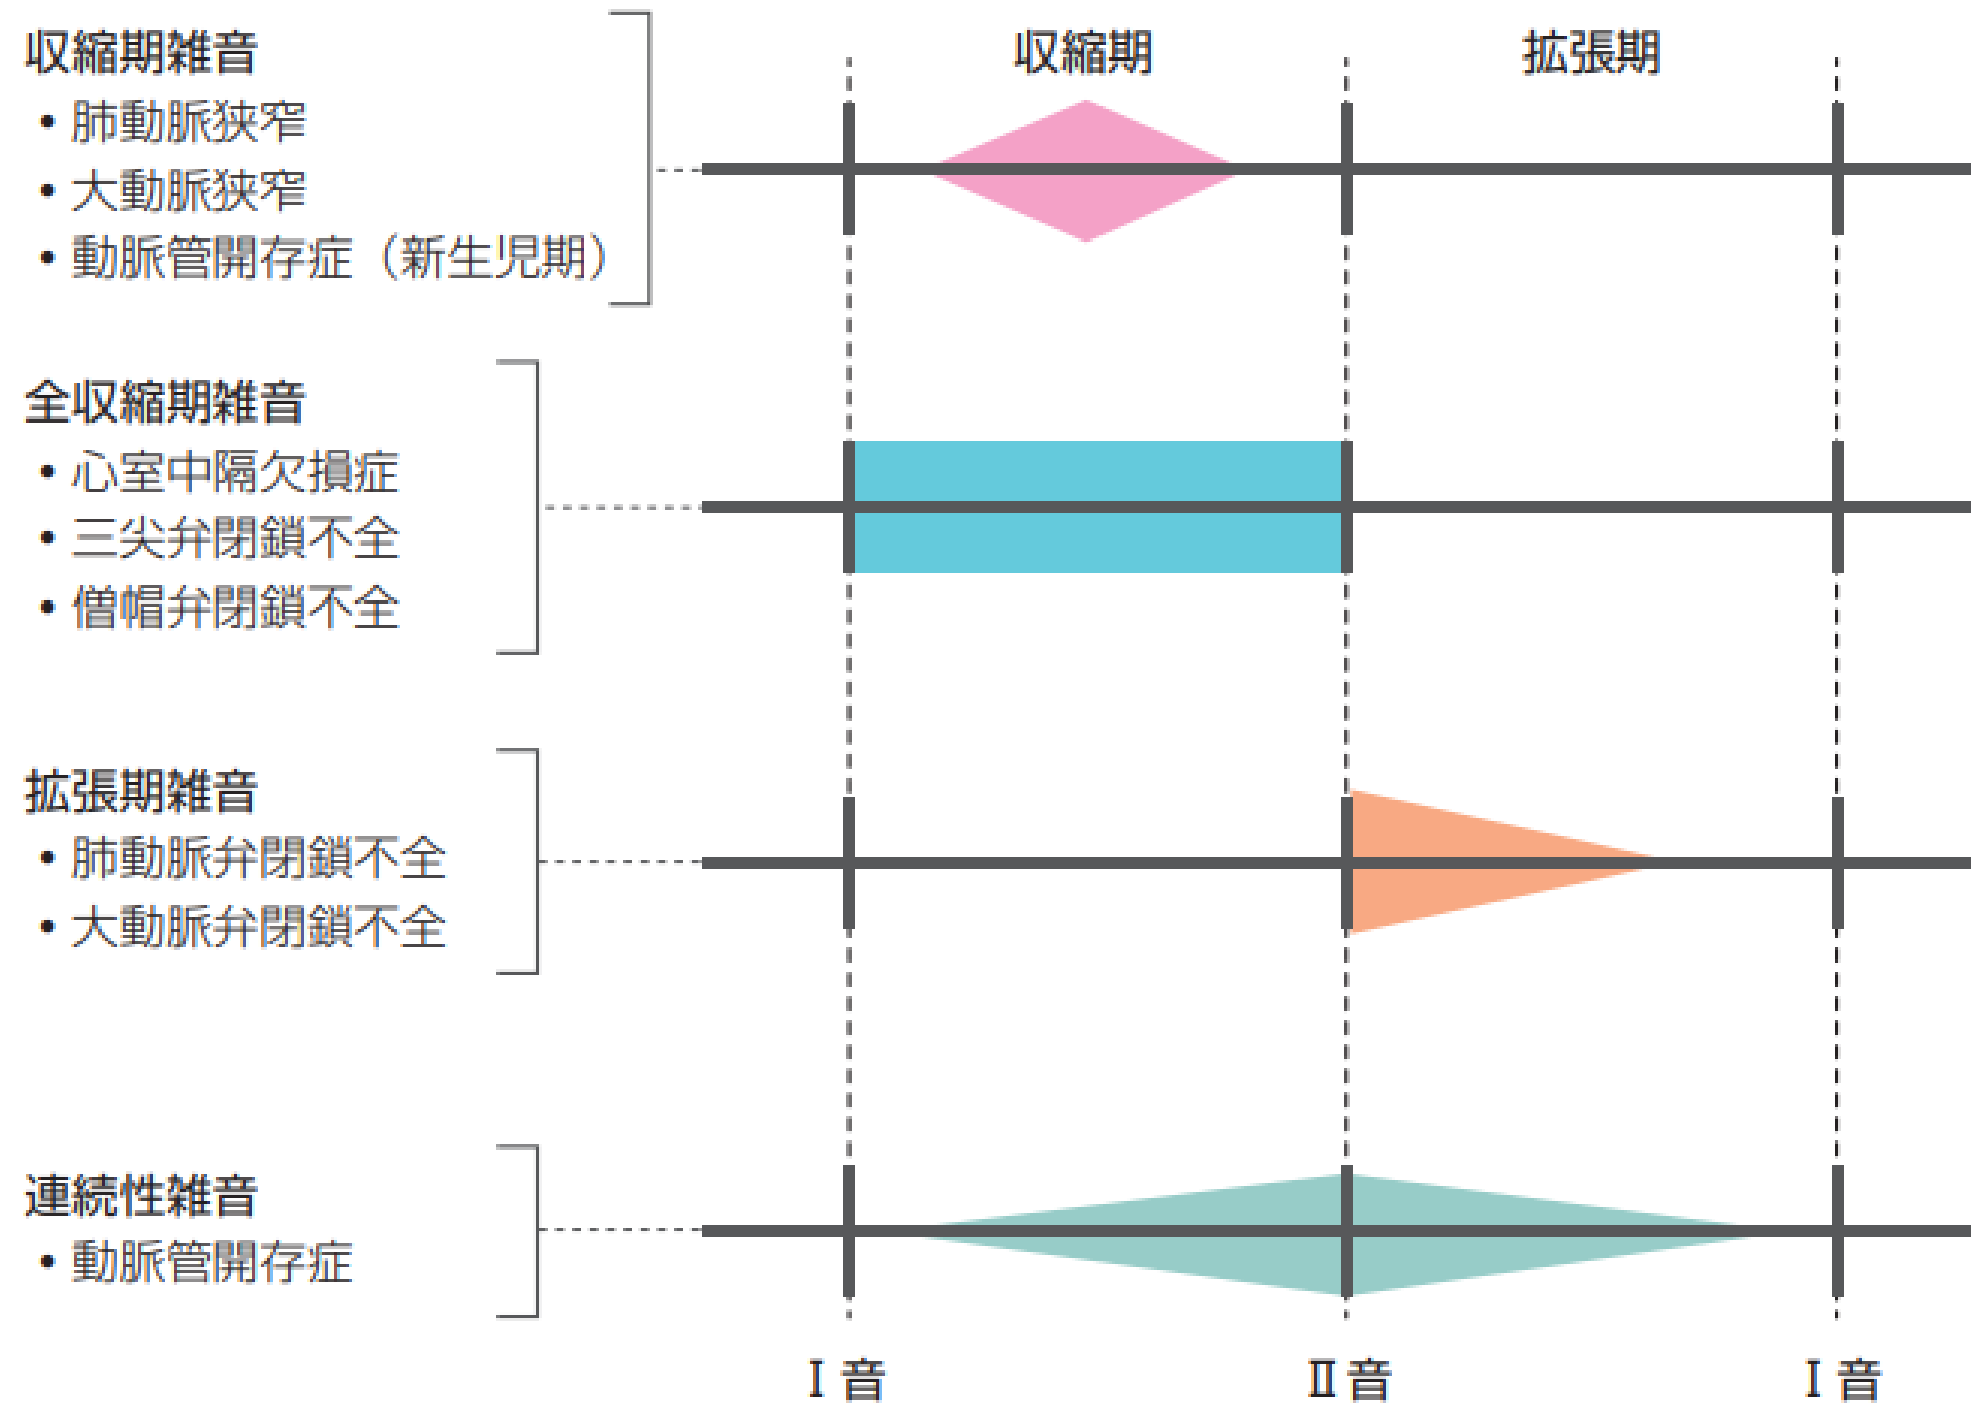 収縮期雑音
• 肺動脈狭窄
• 大動脈狭窄
• 動脈管開存症（新生児期）
収縮期
拡張期
全収縮期雑音
• 心室中隔欠損症
• 三尖弁閉鎖不全
• 僧帽弁閉鎖不全
拡張期雑音
• 肺動脈弁閉鎖不全
• 大動脈弁閉鎖不全
連続性雑音
• 動脈管開存症
Ⅰ音
Ⅱ音
Ⅰ音